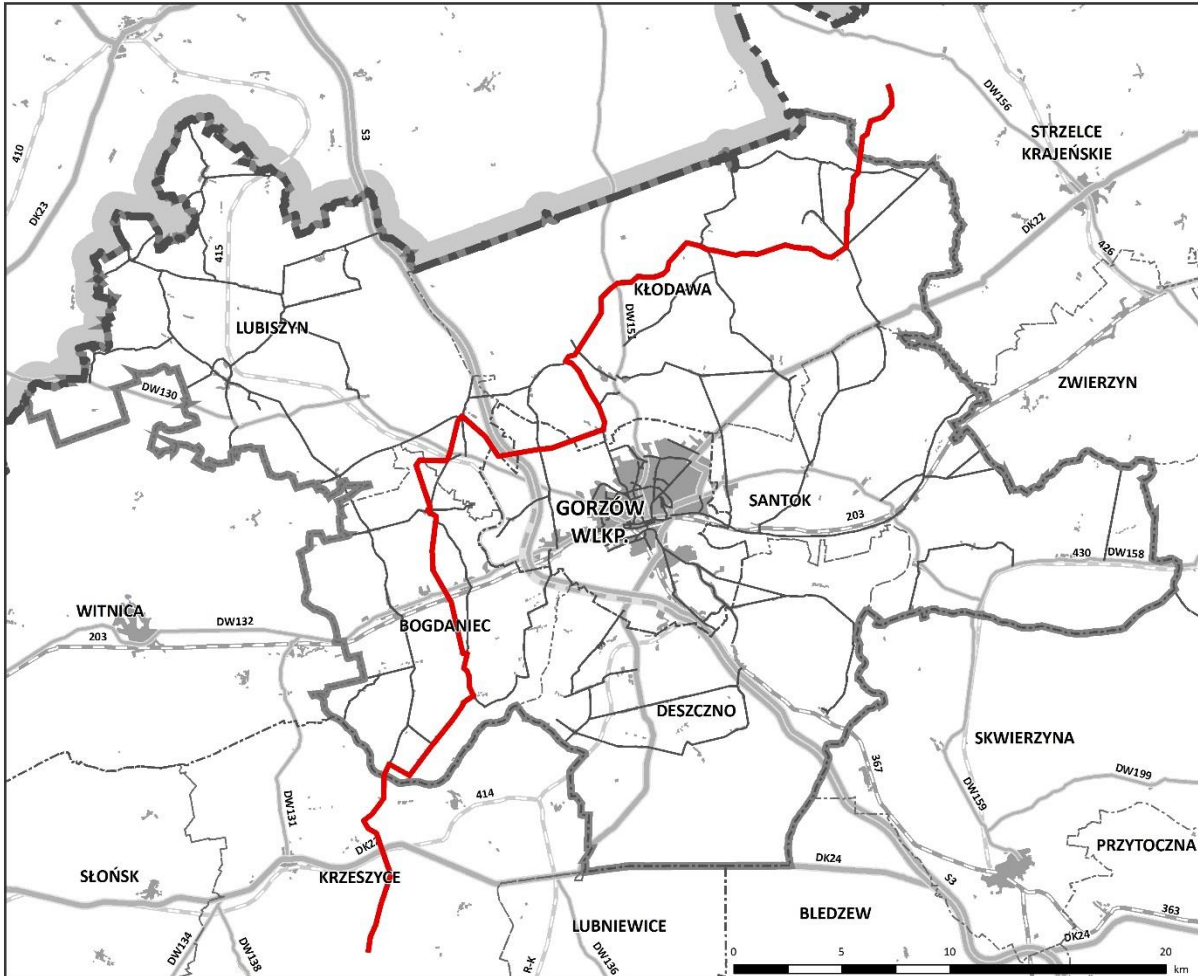 DW156
STRZELCE
KRAJEŃSKIE
S3
410
DK23
DK22
415
426
KŁODAWA
DW151
LUBISZYN
ZWIERZYN
DW130
GORZÓW
WLKP.
SANTOK
203
430
DW158
WITNICA
DW132
203
BOGDANIEC
DESZCZNO
SKWIERZYNA
367
DW199
DW159
414
DW131
DK22
PRZYTOCZNA
SŁOŃSK
KRZESZYCE
DK24
S3
LUBNIEWICE
BLEDZEW
363
DK24
DW134
DW138
R-K
DW136
0 5 10 20
km